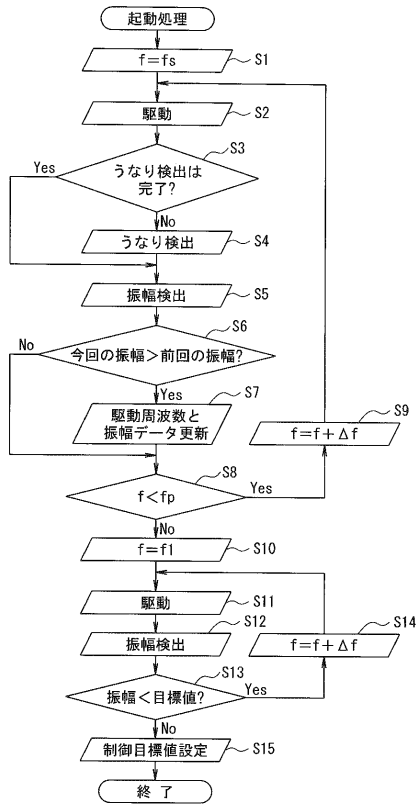 起動処理
f=fs
S1
駆動
S2
S3
うなり検出は
完了?
Yes
No
うなり検出
S4
振幅検出
S5
S6
今回の振幅>前回の振幅?
No
Yes
S7
駆動周波数と
振幅データ更新
S9
f=f+Δf
S8
f<fp
Yes
No
f=f1
S10
駆動
S11
S12
振幅検出
S14
f=f+Δf
S13
振幅<目標値?
Yes
No
制御目標値設定
S15
終了